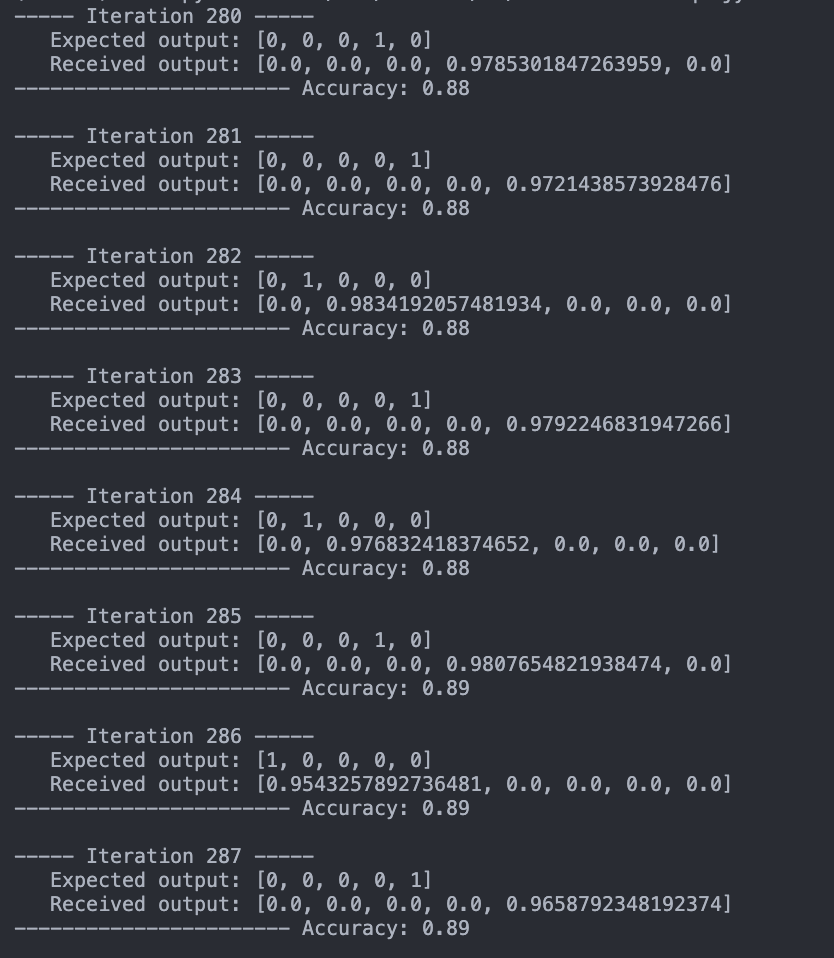 ----- Iteration 280 -----
Expected output: [0, 0, 0, 1, 0]
Received output: [0.0, 0.0, 0.0, 0.9785301847263959, 0.0]
----------------------- Accuracy: 0.88
----- Iteration 281 -----
Expected output: [0, 0, 0, 0, 1]
Received output: [0.0, 0.0, 0.0, 0.0, 0.9721438573928476]
----------------------- Accuracy: 0.88
----- Iteration 282 -----
Expected output: [0, 1, 0, 0, 0]
Received output: [0.0, 0.9834192057481934, 0.0, 0.0, 0.0]
----------------------- Accuracy: 0.88
----- Iteration 283 -----
Expected output: [0, 0, 0, 0, 1]
Received output: [0.0, 0.0, 0.0, 0.0, 0.9792246831947266]
----------------------- Accuracy: 0.88
----- Iteration 284 -----
Expected output: [0, 1, 0, 0, 0]
Received output: [0.0, 0.976832418374652, 0.0, 0.0, 0.0]
----------------------- Accuracy: 0.88
----- Iteration 285 -----
Expected output: [0, 0, 0, 1, 0]
Received output: [0.0, 0.0, 0.0, 0.9807654821938474, 0.0]
----------------------- Accuracy: 0.89
----- Iteration 286 -----
Expected output: [1, 0, 0, 0, 0]
Received output: [0.9543257892736481, 0.0, 0.0, 0.0, 0.0]
----------------------- Accuracy: 0.89
----- Iteration 287 -----
Expected output: [0, 0, 0, 0, 1]
Received output: [0.0, 0.0, 0.0, 0.0, 0.9658792348192374]
----------------------- Accuracy: 0.89